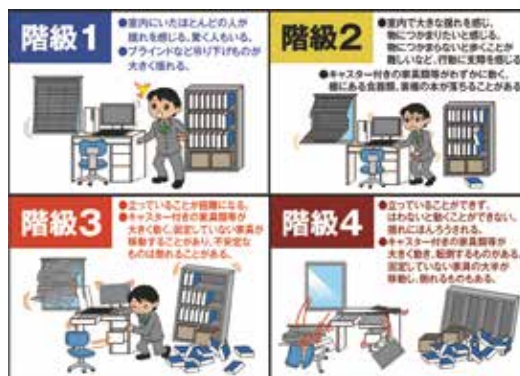 階級1
●室内にいたほとんどの人が
揺れを感じる。驚く人もいる。
●ブラインドなど吊り下げものが
大きく揺れる。
階級2
●室内で大きな揺れを感じ、
物につかまりたいと感じる。
物につかまらないと歩くことが
難しいなど、行動に支障を感じる。
●キャスター付きの家具類等がわずかに動く。
棚にある食器類、書棚の本が落ちることがある。
階級3
●立っていることが困難になる。
●キャスター付きの家具類等が
大きく動く。固定していない家具が
移動することがあり、不安定な
ものは倒れることがある。
階級4
●立っていることができず、
はわないと動くことができない。
揺れにほんろうされる。
●キャスター付きの家具類等が
大きく動き、転倒するものがある。
固定していない家具の大半が
移動し、倒れるものもある。